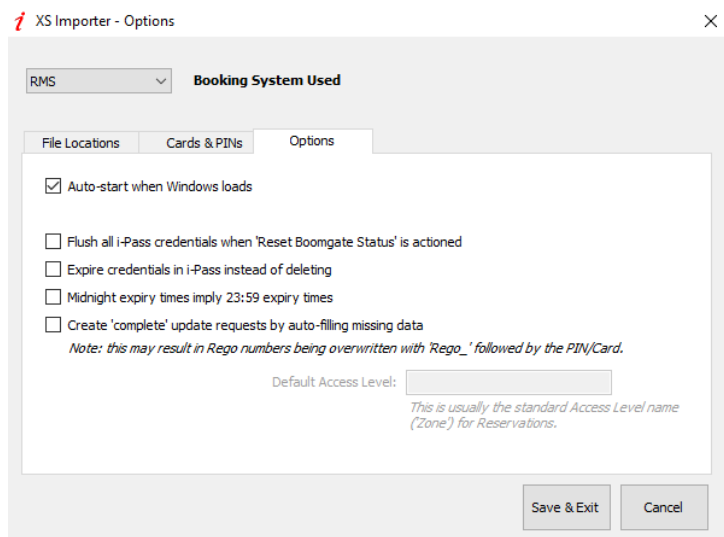 XS Importer - Options
RMS
Booking System Used
File Locations
Cards & PINs
Options
Auto-start when Windows loads
Flush all i-Pass credentials when 'Reset Boomgate Status' is actioned
Expire credentials in i-Pass instead of deleting
Midnight expiry times imply 23:59 expiry times
Create 'complete' update requests by auto-filling missing data
Note: this may result in Rego numbers being overwritten with 'Rego_' followed by the PIN/Card.
Default Access Level:
This is usually the standard Access Level name
('Zone') for Reservations.
Save & Exit
Cancel